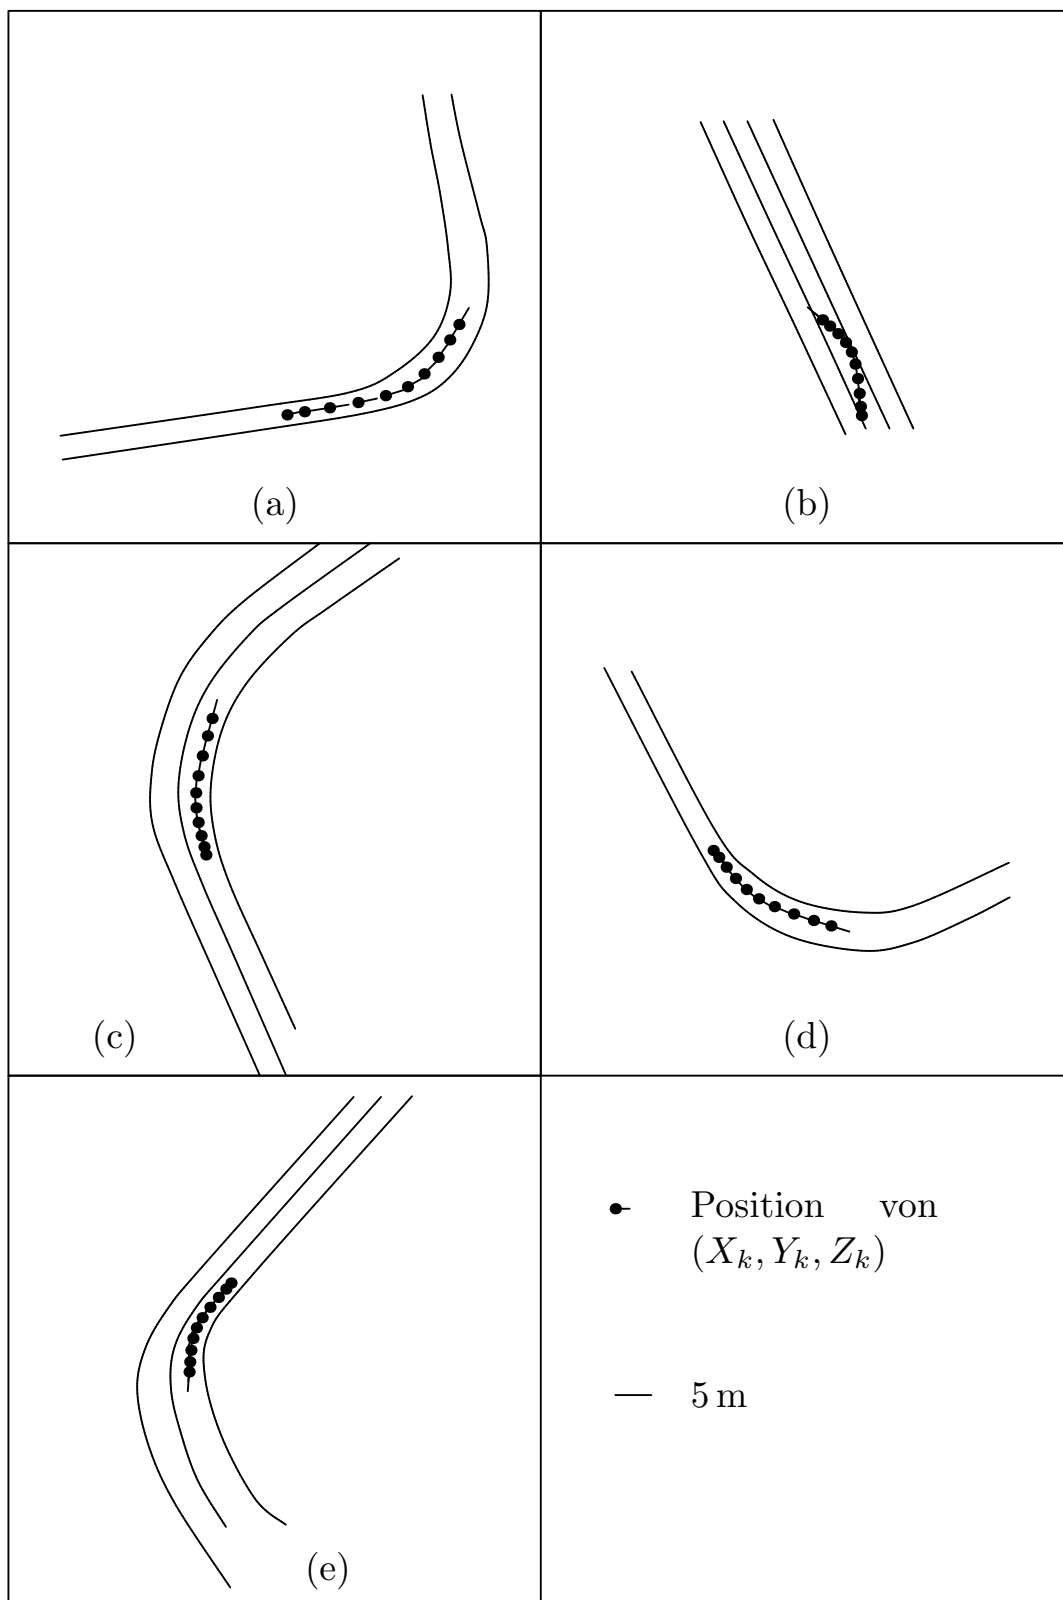 (a)
(b)
(c)
(d)
(e)
Position von
(X_k, Y_k, Z_k)
5 m